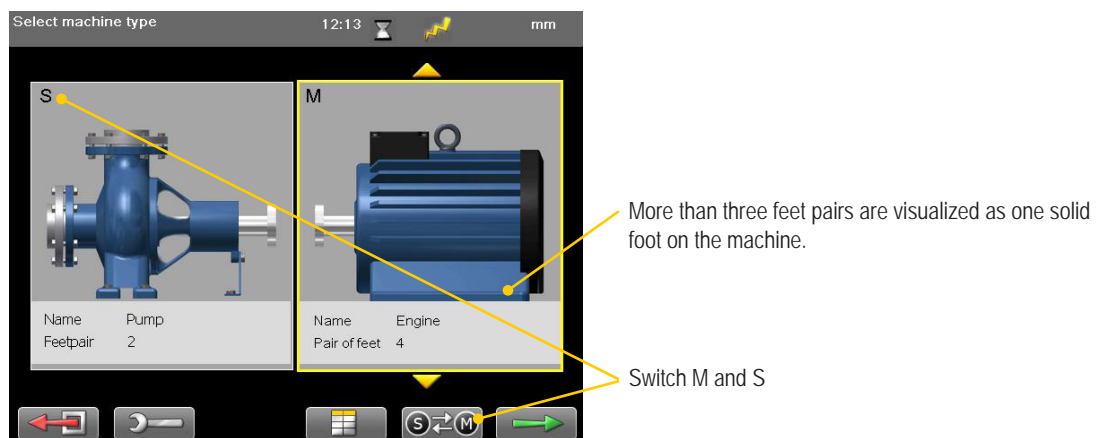 Select machine type 12:13 mm
S
M
Name Pump
Feetpair 2
Name Engine
Pair of feet 4
More than three feet pairs are visualized as one solid
foot on the machine.
Switch M and S
S M